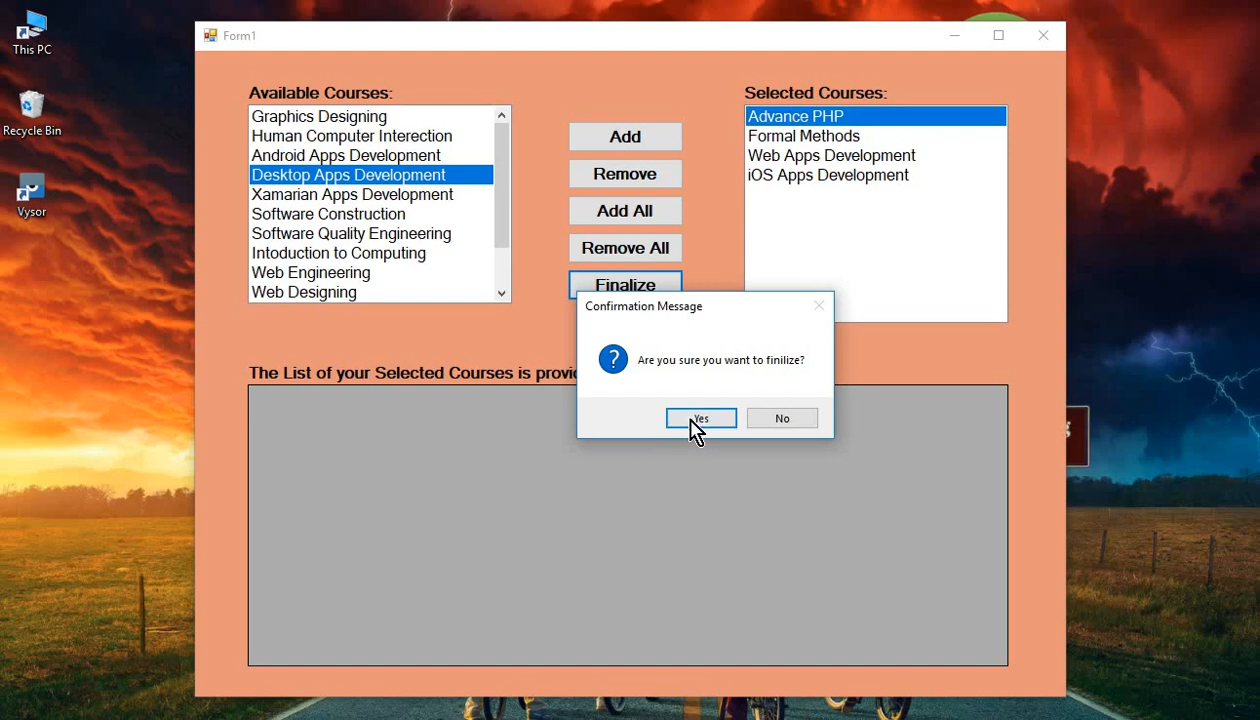 This PC
Recycle Bin
Vysor
Form1
Available Courses:
Graphics Designing
Human Computer Interection
Android Apps Development
Desktop Apps Development
Xamarian Apps Development
Software Construction
Software Quality Engineering
Intoduction to Computing
Web Engineering
Web Designing
Add
Remove
Add All
Remove All
Finalize
Selected Courses:
Advance PHP
Formal Methods
Web Apps Development
iOS Apps Development
Confirmation Message
? Are you sure you want to finilize?
Yes
No
The List of your Selected Courses is provi
g